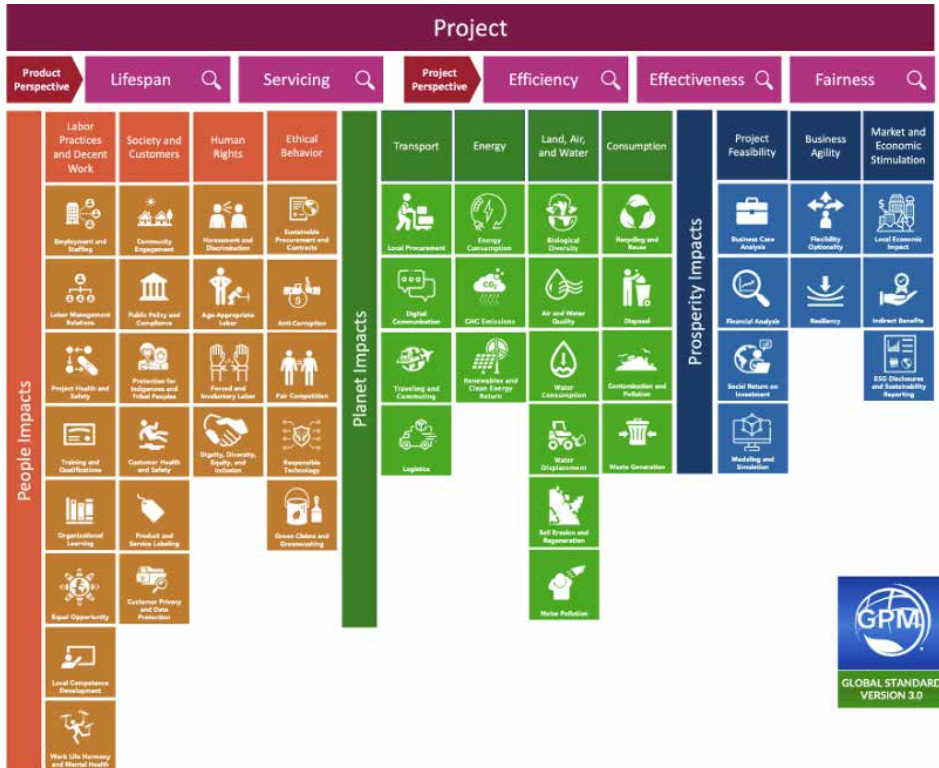 Project
Product
Perspective
Lifespan
Servicing
Project
Perspective
Efficiency
Effectiveness
Fairness
People Impacts
Labor
Practices
and Decent
Work
Employment and
Staffing
Labor Management
Relations
Project Health and
Safety
Training and
Qualifications
Organizational
Learning
Equal Opportunity
Local Competence
Development
Work Life Harmony
and Mental Health
Society and
Customers
Community
Engagement
Public Policy and
Compliance
Protection for
Indigenous and
Tribal Peoples
Customer Health
and Safety
Product and
Service Labeling
Customer Privacy
and Data
Protection
Human
Rights
Harassment and
Discrimination
Age-Appropriate
Labor
Forced and
Involuntary Labor
Dignity, Diversity,
Equity, and
Inclusion
Ethical
Behavior
Sustainable
Procurement and
Contracts
Anti-Corruption
Fair Competition
Responsible
Technology
Green Claims and
Greenwashing
Planet Impacts
Transport
Local Procurement
Digital
Communication
Traveling and
Commuting
Logistics
Energy
Energy
Consumption
CO₂
GHG Emissions
Renewables and
Clean Energy
Return
Land, Air,
and Water
Biological
Diversity
Air and Water
Quality
Water
Consumption
Water
Displacement
Soil Erosion and
Regeneration
Noise Pollution
Consumption
Recycling and
Reuse
Disposal
Contamination and
Pollution
Waste Generation
Prosperity Impacts
Project
Feasibility
Business Case
Analysis
Financial Analysis
Social Return on
Investment
Modeling and
Simulation
Business
Agility
Flexibility
Optionality
Resiliency
Market and
Economic
Stimulation
Local Economic
Impact
Indirect Benefits
ESG Disclosures
and Sustainability
Reporting
GPM
GLOBAL STANDARD
VERSION 3.0